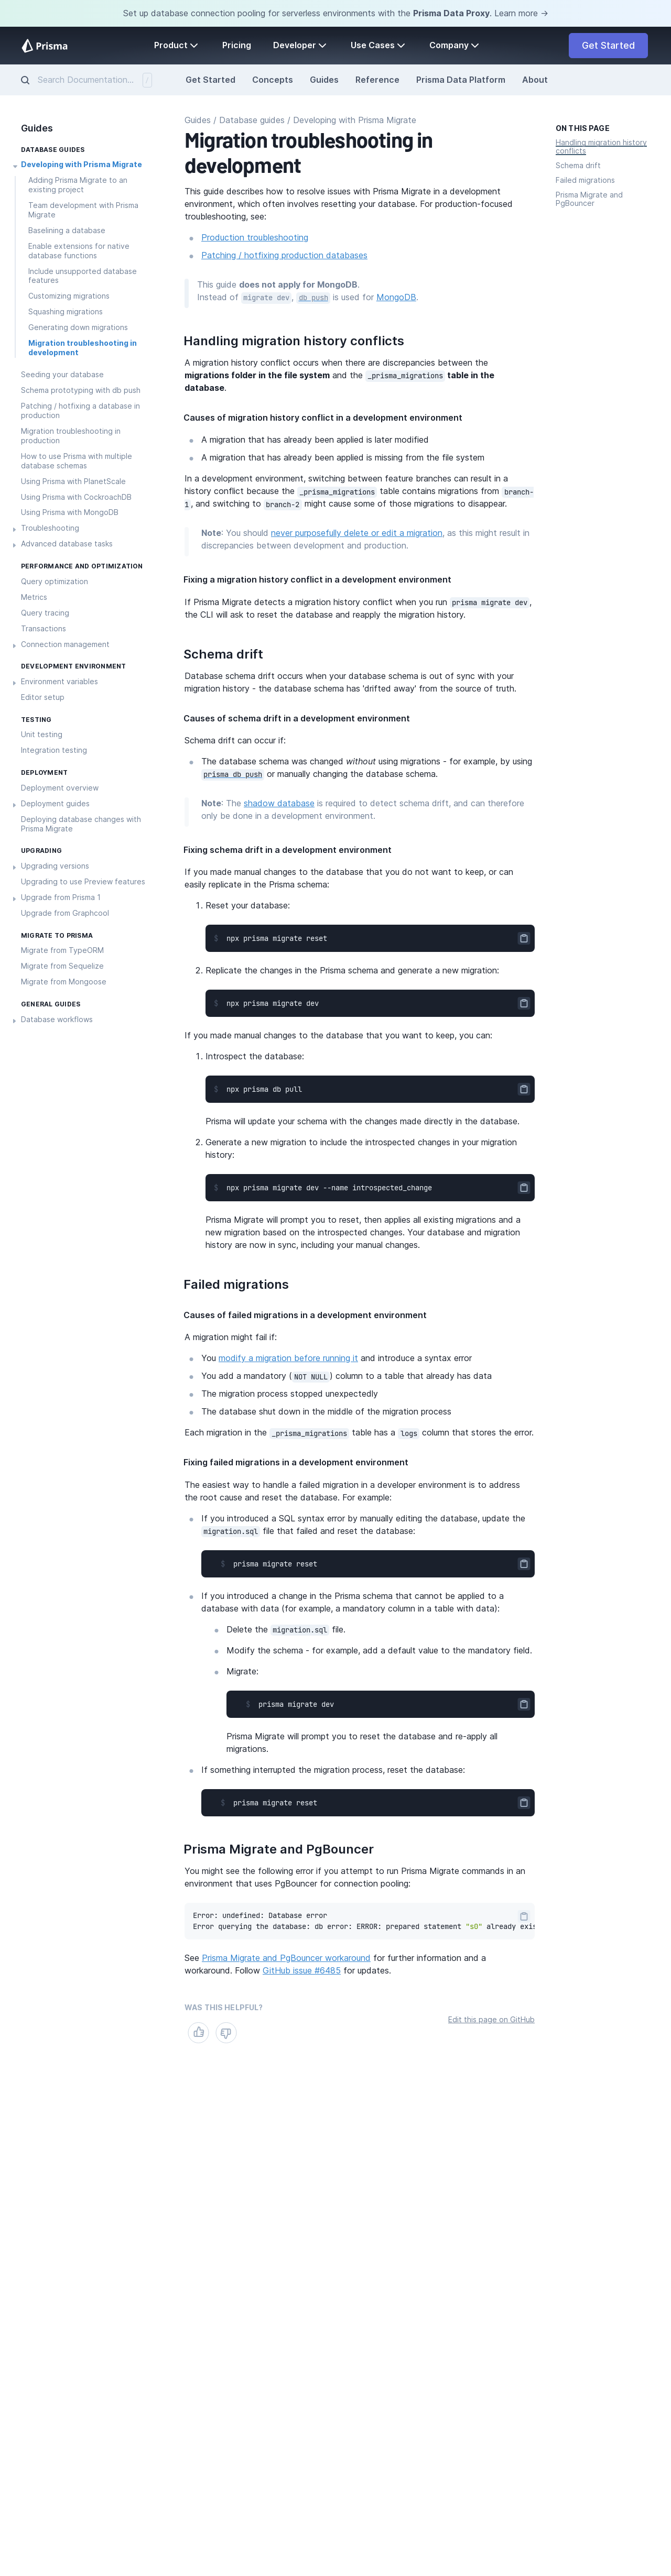 Set up database connection pooling for serverless environments with the Prisma Data Proxy. Learn more →
Prisma
Product
Pricing
Developer
Use Cases
Company
Get Started
Search Documentation...
/
Get Started
Concepts
Guides
Reference
Prisma Data Platform
About
Guides
DATABASE GUIDES
Developing with Prisma Migrate
Adding Prisma Migrate to an
existing project
Team development with Prisma
Migrate
Baselining a database
Enable extensions for native
database functions
Include unsupported database
features
Customizing migrations
Squashing migrations
Generating down migrations
Migration troubleshooting in
development
Seeding your database
Schema prototyping with db push
Patching / hotfixing a database in
production
Migration troubleshooting in
production
How to use Prisma with multiple
database schemas
Using Prisma with PlanetScale
Using Prisma with CockroachDB
Using Prisma with MongoDB
Troubleshooting
Advanced database tasks
PERFORMANCE AND OPTIMIZATION
Query optimization
Metrics
Query tracing
Transactions
Connection management
DEVELOPMENT ENVIRONMENT
Environment variables
Editor setup
TESTING
Unit testing
Integration testing
DEPLOYMENT
Deployment overview
Deployment guides
Deploying database changes with
Prisma Migrate
UPGRADING
Upgrading versions
Upgrading to use Preview features
Upgrade from Prisma 1
Upgrade from Graphcool
MIGRATE TO PRISMA
Migrate from TypeORM
Migrate from Sequelize
Migrate from Mongoose
GENERAL GUIDES
Database workflows
Guides / Database guides / Developing with Prisma Migrate
Migration troubleshooting in
development
This guide describes how to resolve issues with Prisma Migrate in a development
environment, which often involves resetting your database. For production-focused
troubleshooting, see:
Production troubleshooting
Patching / hotfixing production databases
This guide does not apply for MongoDB.
Instead of migrate dev, db push is used for MongoDB.
Handling migration history conflicts
A migration history conflict occurs when there are discrepancies between the
migrations folder in the file system and the _prisma_migrations table in the
database.
Causes of migration history conflict in a development environment
A migration that has already been applied is later modified
A migration that has already been applied is missing from the file system
In a development environment, switching between feature branches can result in a
history conflict because the _prisma_migrations table contains migrations from branch-
1, and switching to branch-2 might cause some of those migrations to disappear.
Note: You should never purposefully delete or edit a migration, as this might result in
discrepancies between development and production.
Fixing a migration history conflict in a development environment
If Prisma Migrate detects a migration history conflict when you run prisma migrate dev,
the CLI will ask to reset the database and reapply the migration history.
Schema drift
Database schema drift occurs when your database schema is out of sync with your
migration history - the database schema has 'drifted away' from the source of truth.
Causes of schema drift in a development environment
Schema drift can occur if:
The database schema was changed without using migrations - for example, by using
prisma db push or manually changing the database schema.
Note: The shadow database is required to detect schema drift, and can therefore
only be done in a development environment.
Fixing schema drift in a development environment
If you made manual changes to the database that you do not want to keep, or can
easily replicate in the Prisma schema:
1. Reset your database:
$ npx prisma migrate reset
2. Replicate the changes in the Prisma schema and generate a new migration:
$ npx prisma migrate dev
If you made manual changes to the database that you want to keep, you can:
1. Introspect the database:
$ npx prisma db pull
Prisma will update your schema with the changes made directly in the database.
2. Generate a new migration to include the introspected changes in your migration
history:
$ npx prisma migrate dev --name introspected_change
Prisma Migrate will prompt you to reset, then applies all existing migrations and a
new migration based on the introspected changes. Your database and migration
history are now in sync, including your manual changes.
Failed migrations
Causes of failed migrations in a development environment
A migration might fail if:
You modify a migration before running it and introduce a syntax error
You add a mandatory (NOT NULL) column to a table that already has data
The migration process stopped unexpectedly
The database shut down in the middle of the migration process
Each migration in the _prisma_migrations table has a logs column that stores the error.
Fixing failed migrations in a development environment
The easiest way to handle a failed migration in a developer environment is to address
the root cause and reset the database. For example:
If you introduced a SQL syntax error by manually editing the database, update the
migration.sql file that failed and reset the database:
$ prisma migrate reset
If you introduced a change in the Prisma schema that cannot be applied to a
database with data (for example, a mandatory column in a table with data):
Delete the migration.sql file.
Modify the schema - for example, add a default value to the mandatory field.
Migrate:
$ prisma migrate dev
Prisma Migrate will prompt you to reset the database and re-apply all
migrations.
If something interrupted the migration process, reset the database:
$ prisma migrate reset
Prisma Migrate and PgBouncer
You might see the following error if you attempt to run Prisma Migrate commands in an
environment that uses PgBouncer for connection pooling:
Error: undefined: Database error
Error querying the database: db error: ERROR: prepared statement "s0" already exis
See Prisma Migrate and PgBouncer workaround for further information and a
workaround. Follow GitHub issue #6485 for updates.
WAS THIS HELPFUL?
Edit this page on GitHub
ON THIS PAGE
Handling migration history
conflicts
Schema drift
Failed migrations
Prisma Migrate and
PgBouncer